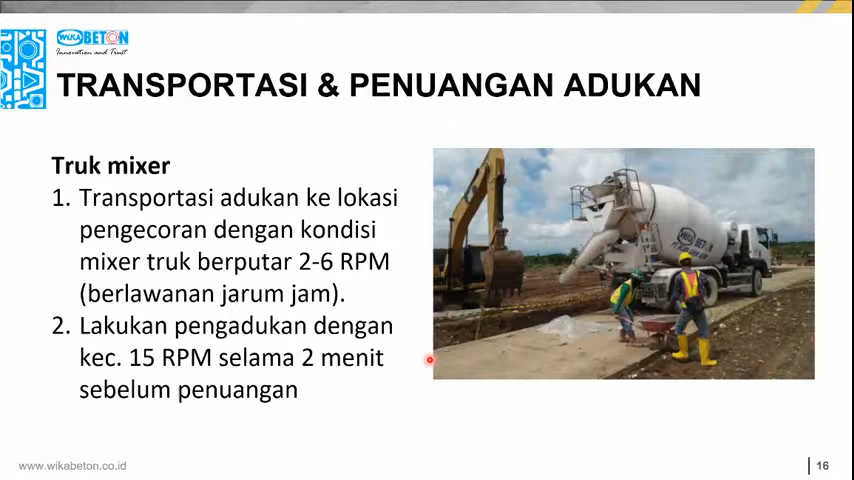 WIKA BETON
Innovation and Trust
TRANSPORTASI & PENUANGAN ADUKAN
Truk mixer
1. Transportasi adukan ke lokasi
pengecoran dengan kondisi
mixer truk berputar 2-6 RPM
(berlawanan jarum jam).
2. Lakukan pengadukan dengan
kec. 15 RPM selama 2 menit
sebelum penuangan
WIKA BETON
www.wikabeton.co.id
16